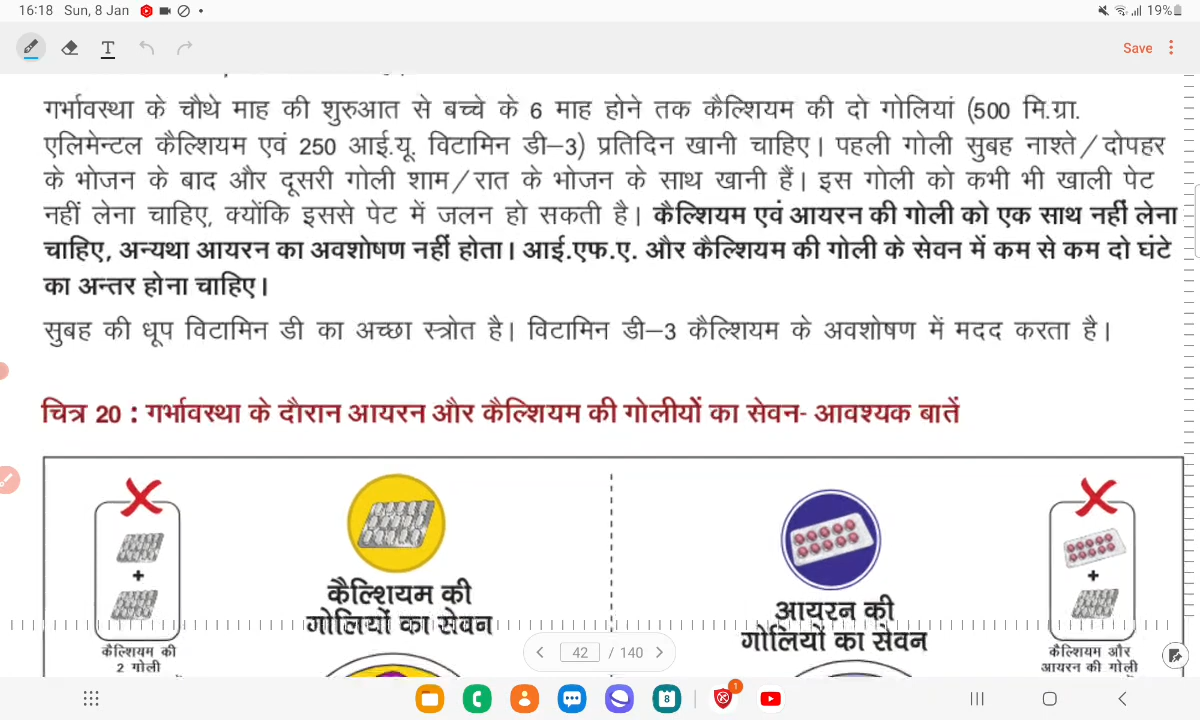 16:18 Sun, 8 Jan
19%
T
Save
गर्भावस्था के चौथे माह की शुरुआत से बच्चे के 6 माह होने तक कैल्शियम की दो गोलियां (500 मि.ग्रा.
एलिमेन्टल कैल्शियम एवं 250 आई.यू. विटामिन डी–3) प्रतिदिन खानी चाहिए। पहली गोली सुबह नाश्ते/दोपहर
के भोजन के बाद और दूसरी गोली शाम/रात के भोजन के साथ खानी हैं। इस गोली को कभी भी खाली पेट
नहीं लेना चाहिए, क्योंकि इससे पेट में जलन हो सकती है। कैल्शियम एवं आयरन की गोली को एक साथ नहीं लेना
चाहिए, अन्यथा आयरन का अवशोषण नहीं होता। आई.एफ.ए. और कैल्शियम की गोली के सेवन में कम से कम दो घंटे
का अन्तर होना चाहिए।
सुबह की धूप विटामिन डी का अच्छा स्त्रोत है। विटामिन डी–3 कैल्शियम के अवशोषण में मदद करता है।
चित्र 20 : गर्भावस्था के दौरान आयरन और कैल्शियम की गोलीयों का सेवन- आवश्यक बातें
+
कैल्शियम की
2 गोली
कैल्शियम की
गोलियों का सेवन
आयरन की
गोलियों का सेवन
+
कैल्शियम और
आयरन की गोली
42 / 140
8
1